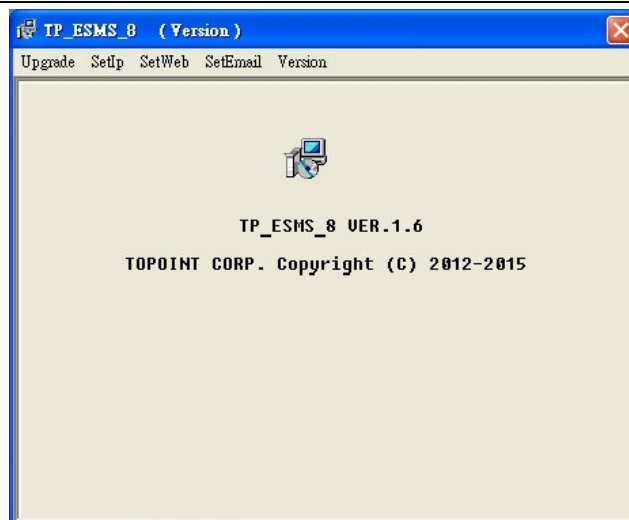 TP_ESMS_8 ( Version )
Upgrade SetIp SetWeb SetEmail Version
TP_ESMS_8 VER.1.6
TOPOINT CORP. Copyright (C) 2012-2015